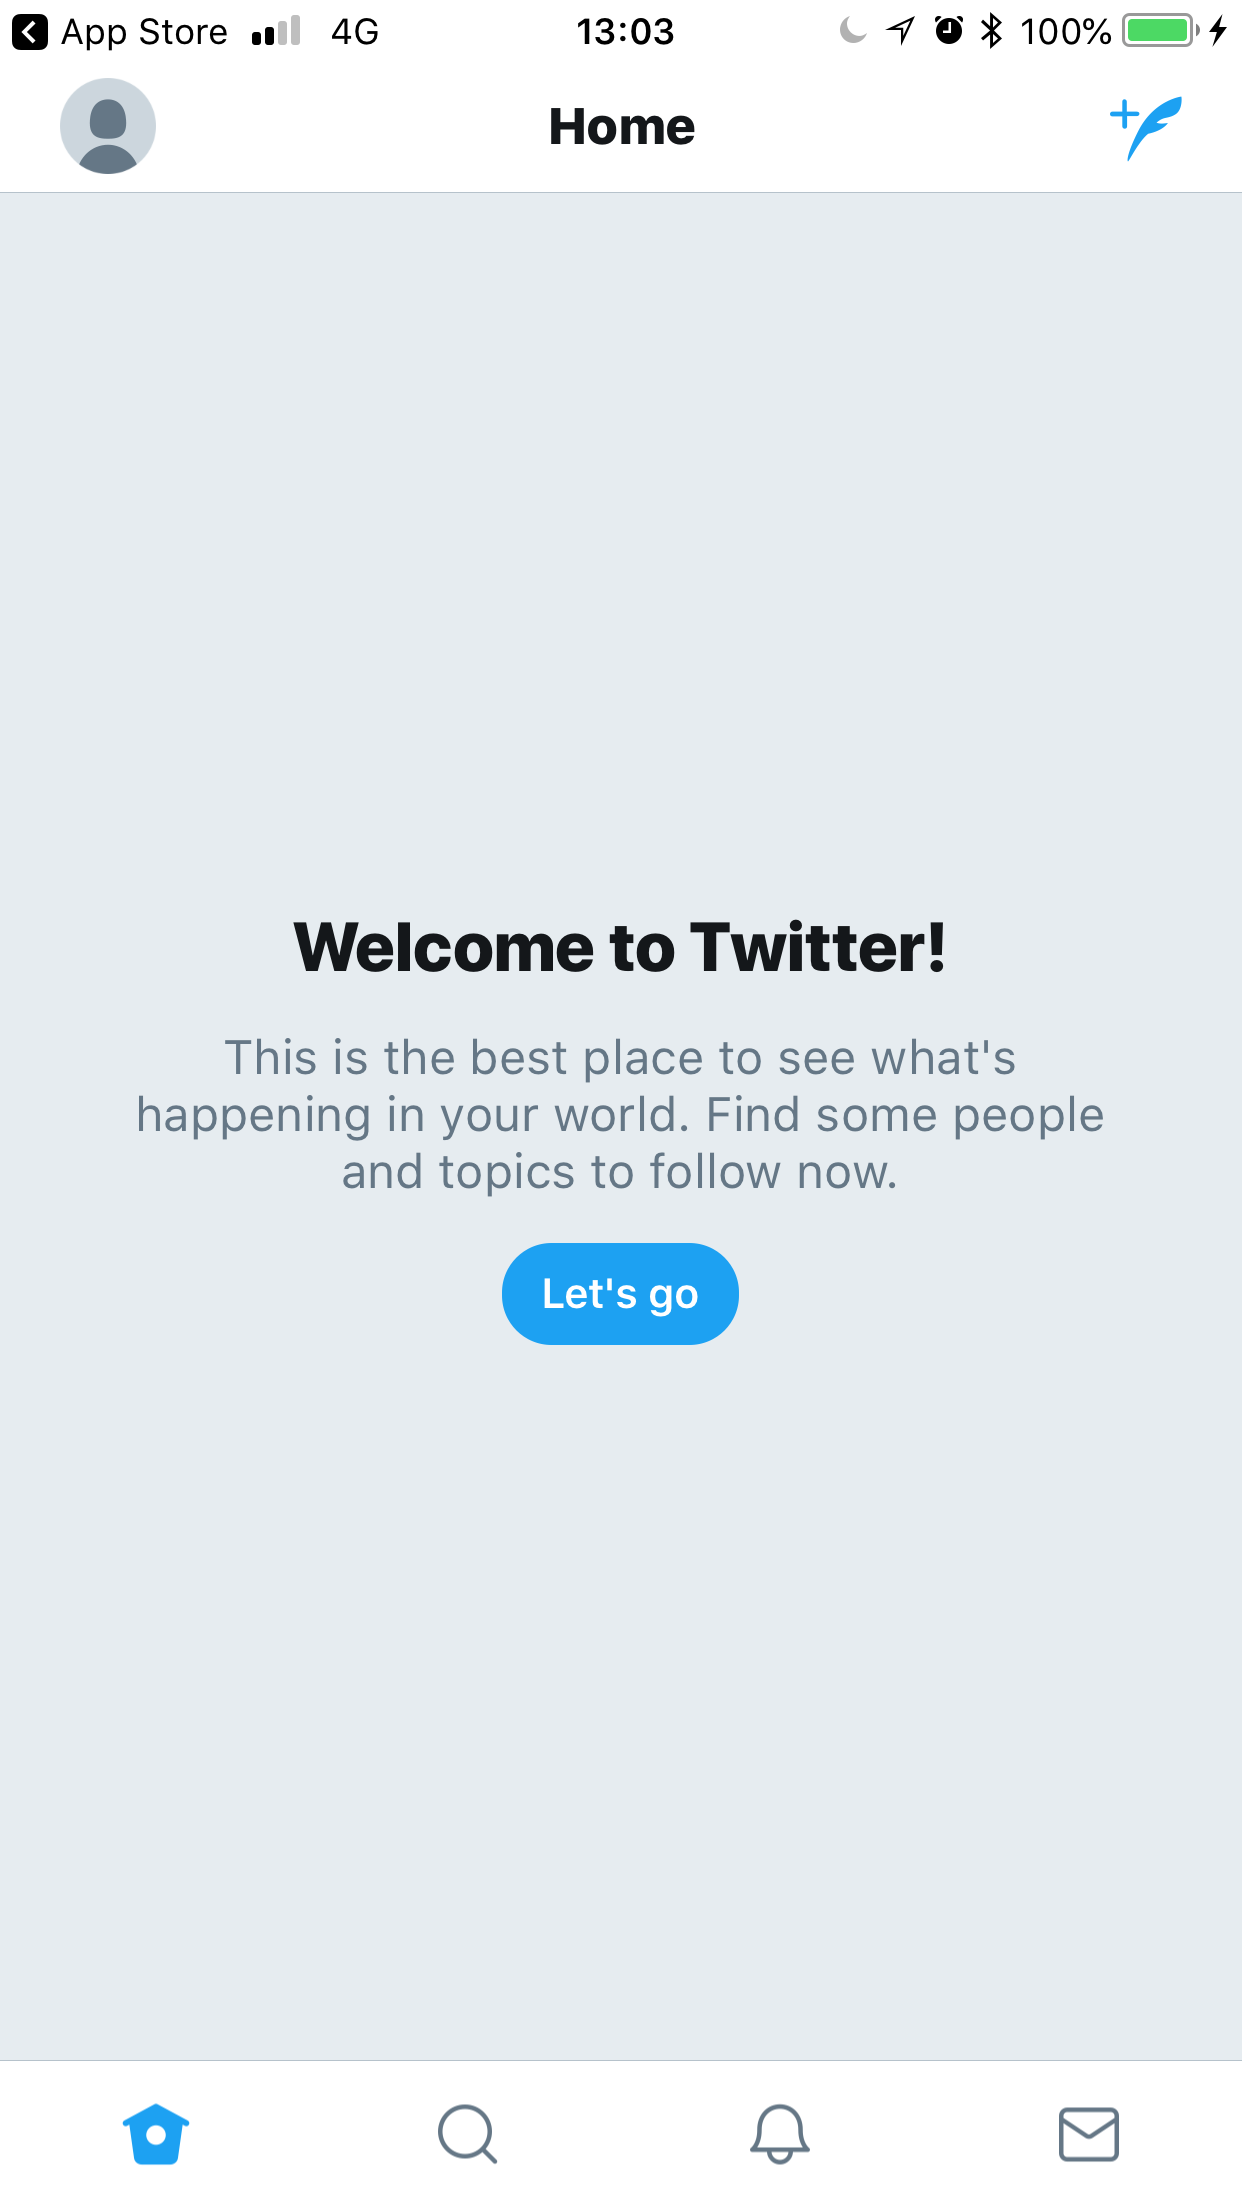 App Store 4G 13:03 100%
Home
Welcome to Twitter!
This is the best place to see what's
happening in your world. Find some people
and topics to follow now.
Let's go